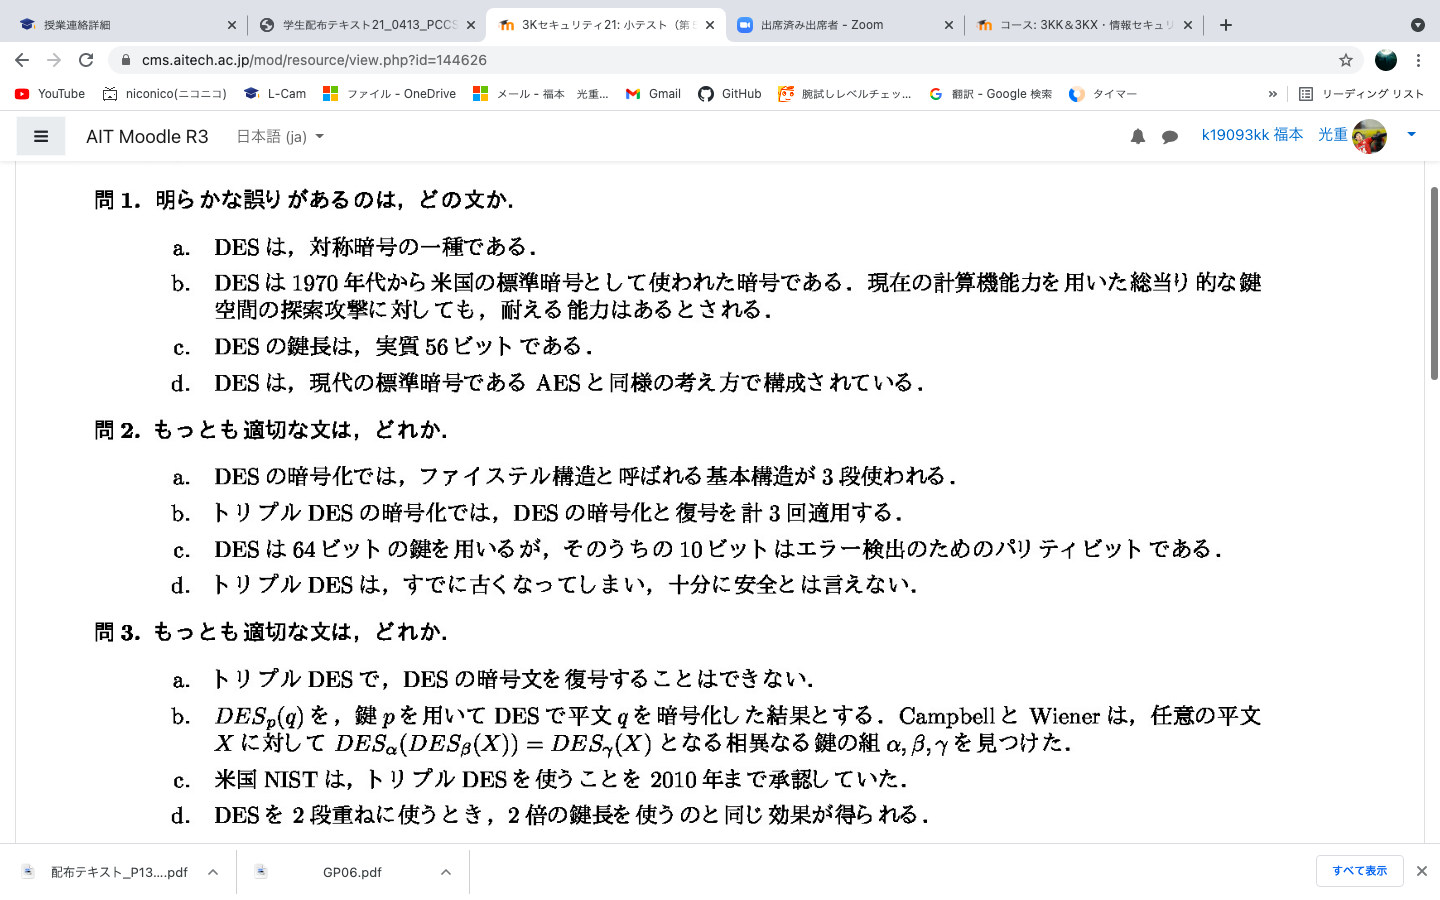 授業連絡詳細
学生配布テキスト21_0413_PCCS
3Kセキュリティ21: 小テスト（第
出席済み出席者 - Zoom
コース: 3KK＆3KX・情報セキュリ
cms.aitech.ac.jp/mod/resource/view.php?id=144626
YouTube niconico(ニコニコ) L-Cam ファイル - OneDrive メール - 福本 光重... Gmail GitHub 腕試しレベルチェッ... 翻訳 - Google 検索 タイマー » リーディングリスト
AIT Moodle R3 日本語 (ja) k19093kk 福本 光重
問 1. 明らかな誤りがあるのは，どの文か．
a. DES は，対称暗号の一種である．
b. DES は 1970 年代から米国の標準暗号として使われた暗号である．現在の計算機能力を用いた総当り的な鍵
空間の探索攻撃に対しても，耐える能力はあるとされる．
c. DES の鍵長は，実質 56 ビットである．
d. DES は，現代の標準暗号である AES と同様の考え方で構成されている．
問 2. もっとも適切な文は，どれか．
a. DES の暗号化では，ファイステル構造と呼ばれる基本構造が 3 段使われる．
b. トリプル DES の暗号化では，DES の暗号化と復号を計 3 回適用する．
c. DES は 64 ビットの鍵を用いるが，そのうちの 10 ビットはエラー検出のためのパリティビットである．
d. トリプル DES は，すでに古くなってしまい，十分に安全とは言えない．
問 3. もっとも適切な文は，どれか．
a. トリプル DES で，DES の暗号文を復号することはできない．
b. DESp(q) を，鍵 p を用いて DES で平文 q を暗号化した結果とする．Campbell と Wiener は，任意の平文
X に対して DESα(DESβ(X)) = DESγ(X) となる相異なる鍵の組 α, β, γ を見つけた．
c. 米国 NIST は，トリプル DES を使うことを 2010 年まで承認していた．
d. DES を 2 段重ねに使うとき，2 倍の鍵長を使うのと同じ効果が得られる．
配布テキスト_P13....pdf GP06.pdf すべて表示